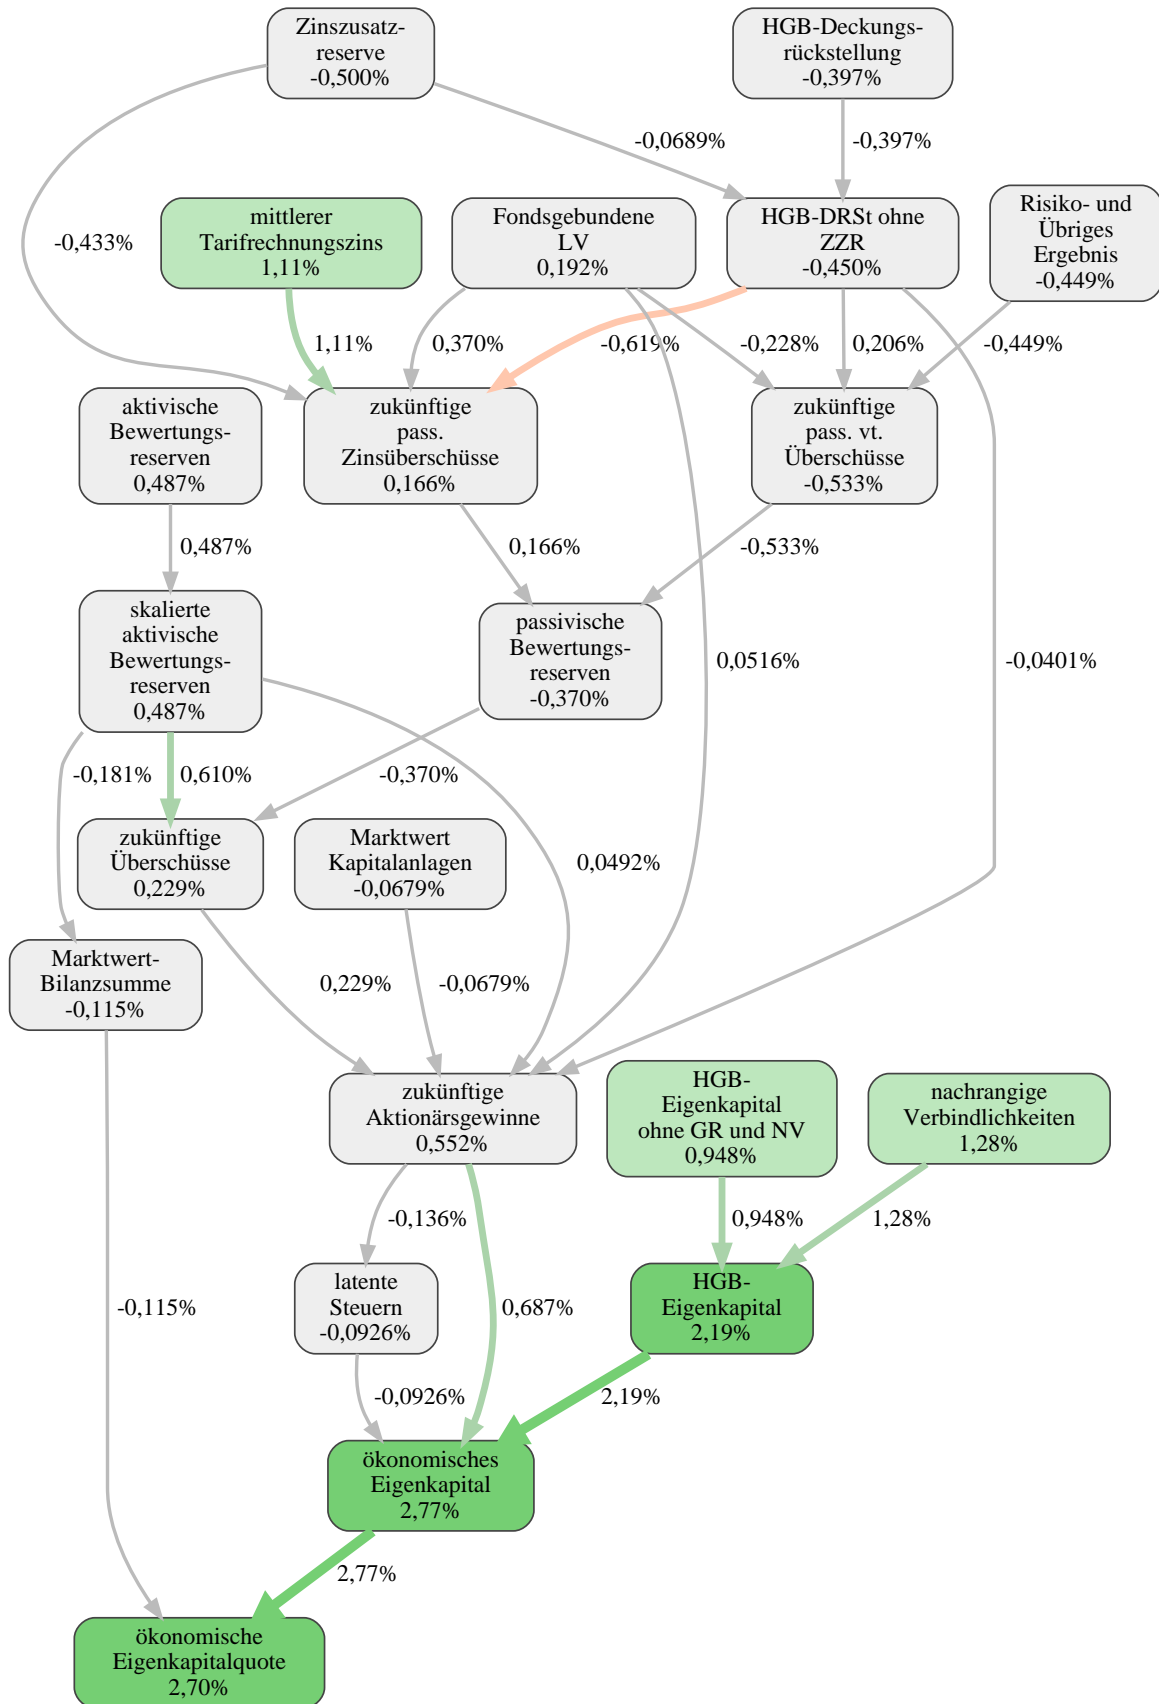 Zinszusatz-
reserve
-0,500%
HGB-Deckungs-
rückstellung
-0,397%
-0,0689%
-0,397%
mittlerer
Tarifrechnungszins
1,11%
Fondsgebundene
LV
0,192%
HGB-DRSt ohne
ZZR
-0,450%
Risiko- und
Übriges
Ergebnis
-0,449%
-0,433%
1,11%
0,370%
-0,619%
-0,228%
0,206%
-0,449%
aktivische
Bewertungs-
reserven
0,487%
zukünftige
pass.
Zinsüberschüsse
0,166%
zukünftige
pass. vt.
Überschüsse
-0,533%
0,487%
0,166%
-0,533%
skalierte
aktivische
Bewertungs-
reserven
0,487%
passivische
Bewertungs-
reserven
-0,370%
0,0516%
-0,0401%
-0,181%
0,610%
-0,370%
zukünftige
Überschüsse
0,229%
Marktwert
Kapitalanlagen
-0,0679%
0,0492%
Marktwert-
Bilanzsumme
-0,115%
0,229%
-0,0679%
zukünftige
Aktionärsgewinne
0,552%
HGB-
Eigenkapital
ohne GR und NV
0,948%
nachrangige
Verbindlichkeiten
1,28%
-0,136%
0,948%
1,28%
latente
Steuern
-0,0926%
HGB-
Eigenkapital
2,19%
-0,115%
0,687%
-0,0926%
2,19%
ökonomisches
Eigenkapital
2,77%
2,77%
ökonomische
Eigenkapitalquote
2,70%